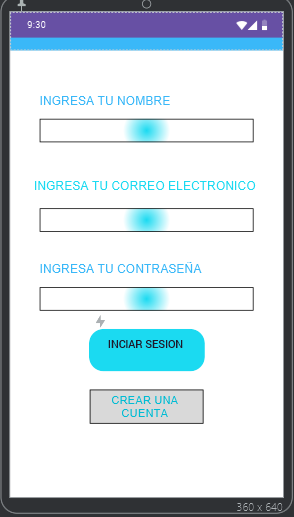 9:30
INGRESA TU NOMBRE
INGRESA TU CORREO ELECTRONICO
INGRESA TU CONTRASEÑA
INCIAR SESION
CREAR UNA
CUENTA
360 x 640